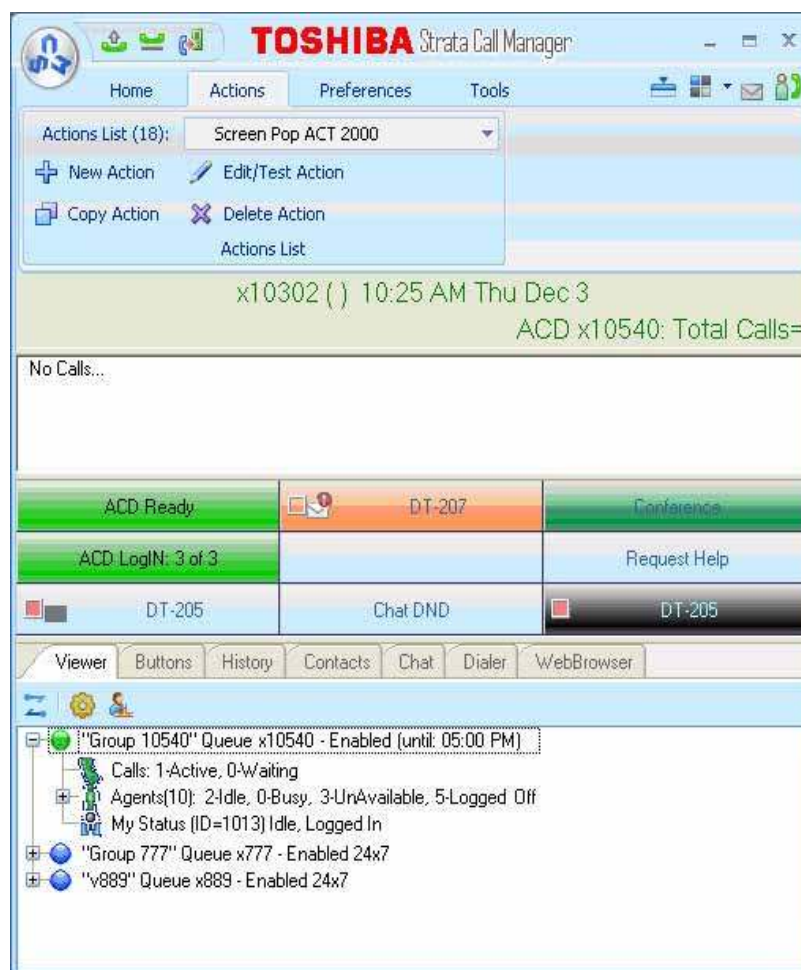 TOSHIBA Strata Call Manager
Home Actions Preferences Tools
Actions List (18): Screen Pop ACT 2000
New Action Edit/Test Action
Copy Action Delete Action
Actions List
x10302 ( ) 10:25 AM Thu Dec 3
ACD x10540: Total Calls=
No Calls...
ACD Ready DT-207 Conference
ACD LogIN: 3 of 3 Request Help
DT-205 Chat DND DT-205
Viewer Buttons History Contacts Chat Dialer WebBrowser
"Group 10540" Queue x10540 - Enabled (until: 05:00 PM)
Calls: 1-Active, 0-Waiting
Agents(10): 2-Idle, 0-Busy, 3-UnAvailable, 5-Logged Off
My Status (ID=1013) Idle, Logged In
"Group 777" Queue x777 - Enabled 24x7
"v889" Queue x889 - Enabled 24x7